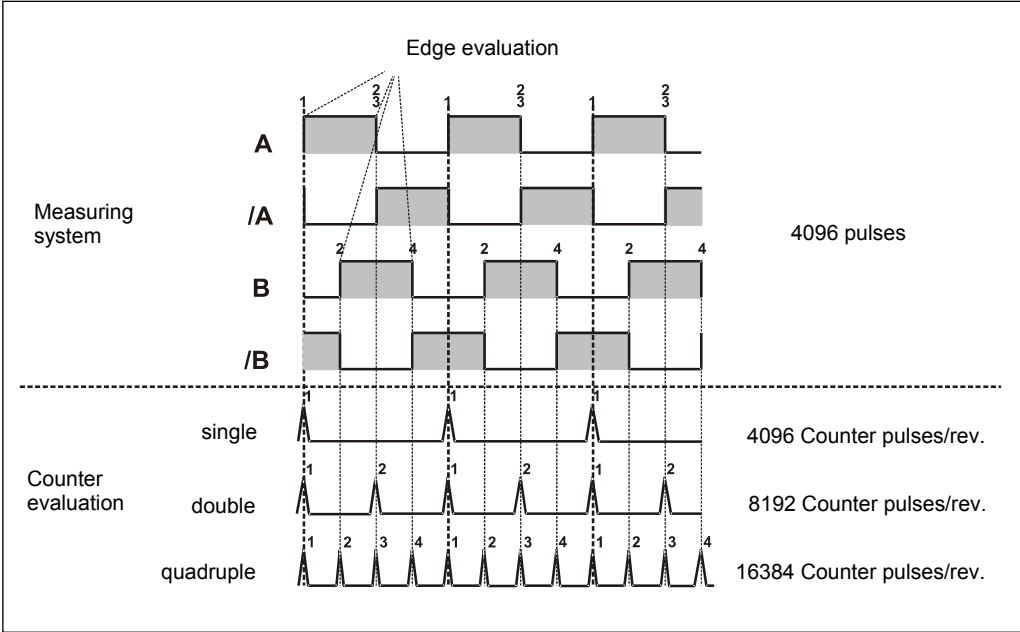 Edge evaluation
1 2 1 2 1 2
3 3 3
A
/A
Measuring
system
4096 pulses
2 4 2 4 2 4
B
/B
1 1 1
single
4096 Counter pulses/rev.
Counter
evaluation
1 2 1 2 1 2
double
8192 Counter pulses/rev.
1 2 3 4 1 2 3 4 1 2 3 4
quadruple
16384 Counter pulses/rev.